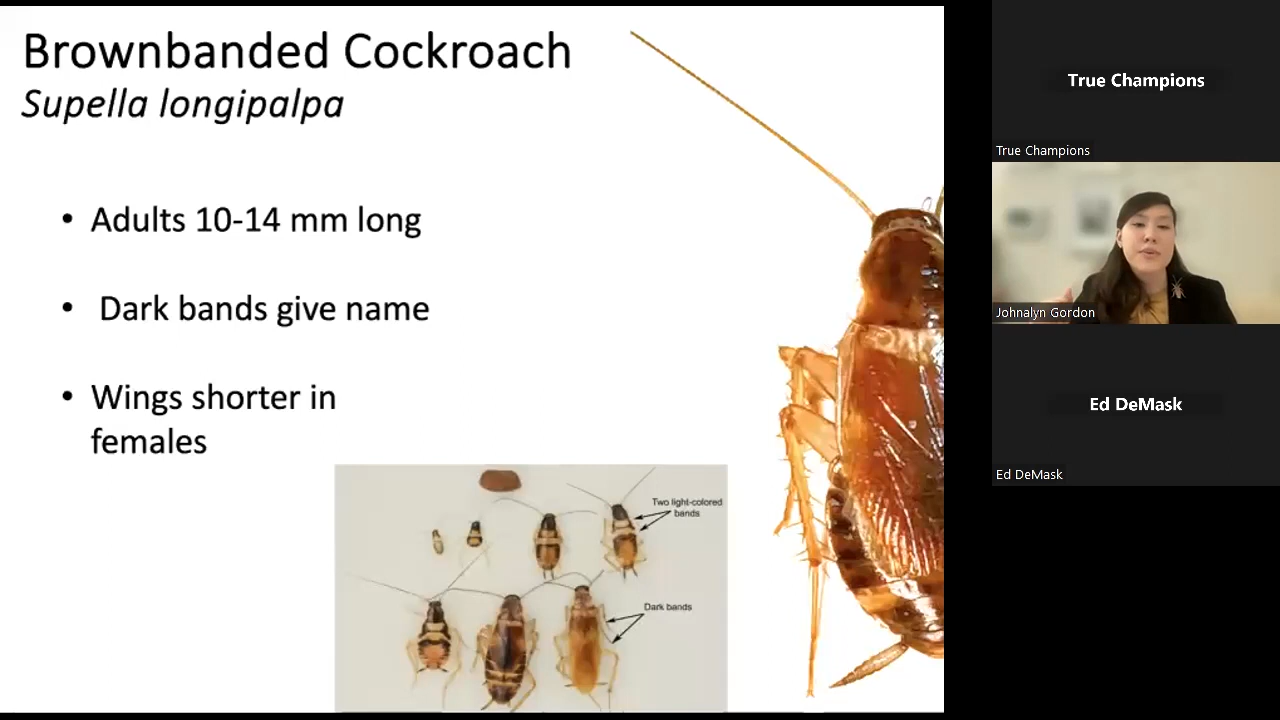 Brownbanded Cockroach
Supella longipalpa
• Adults 10-14 mm long
• Dark bands give name
• Wings shorter in
females
Two light-colored
bands
Dark bands
True Champions
True Champions
Johnalyn Gordon
Ed DeMask
Ed DeMask